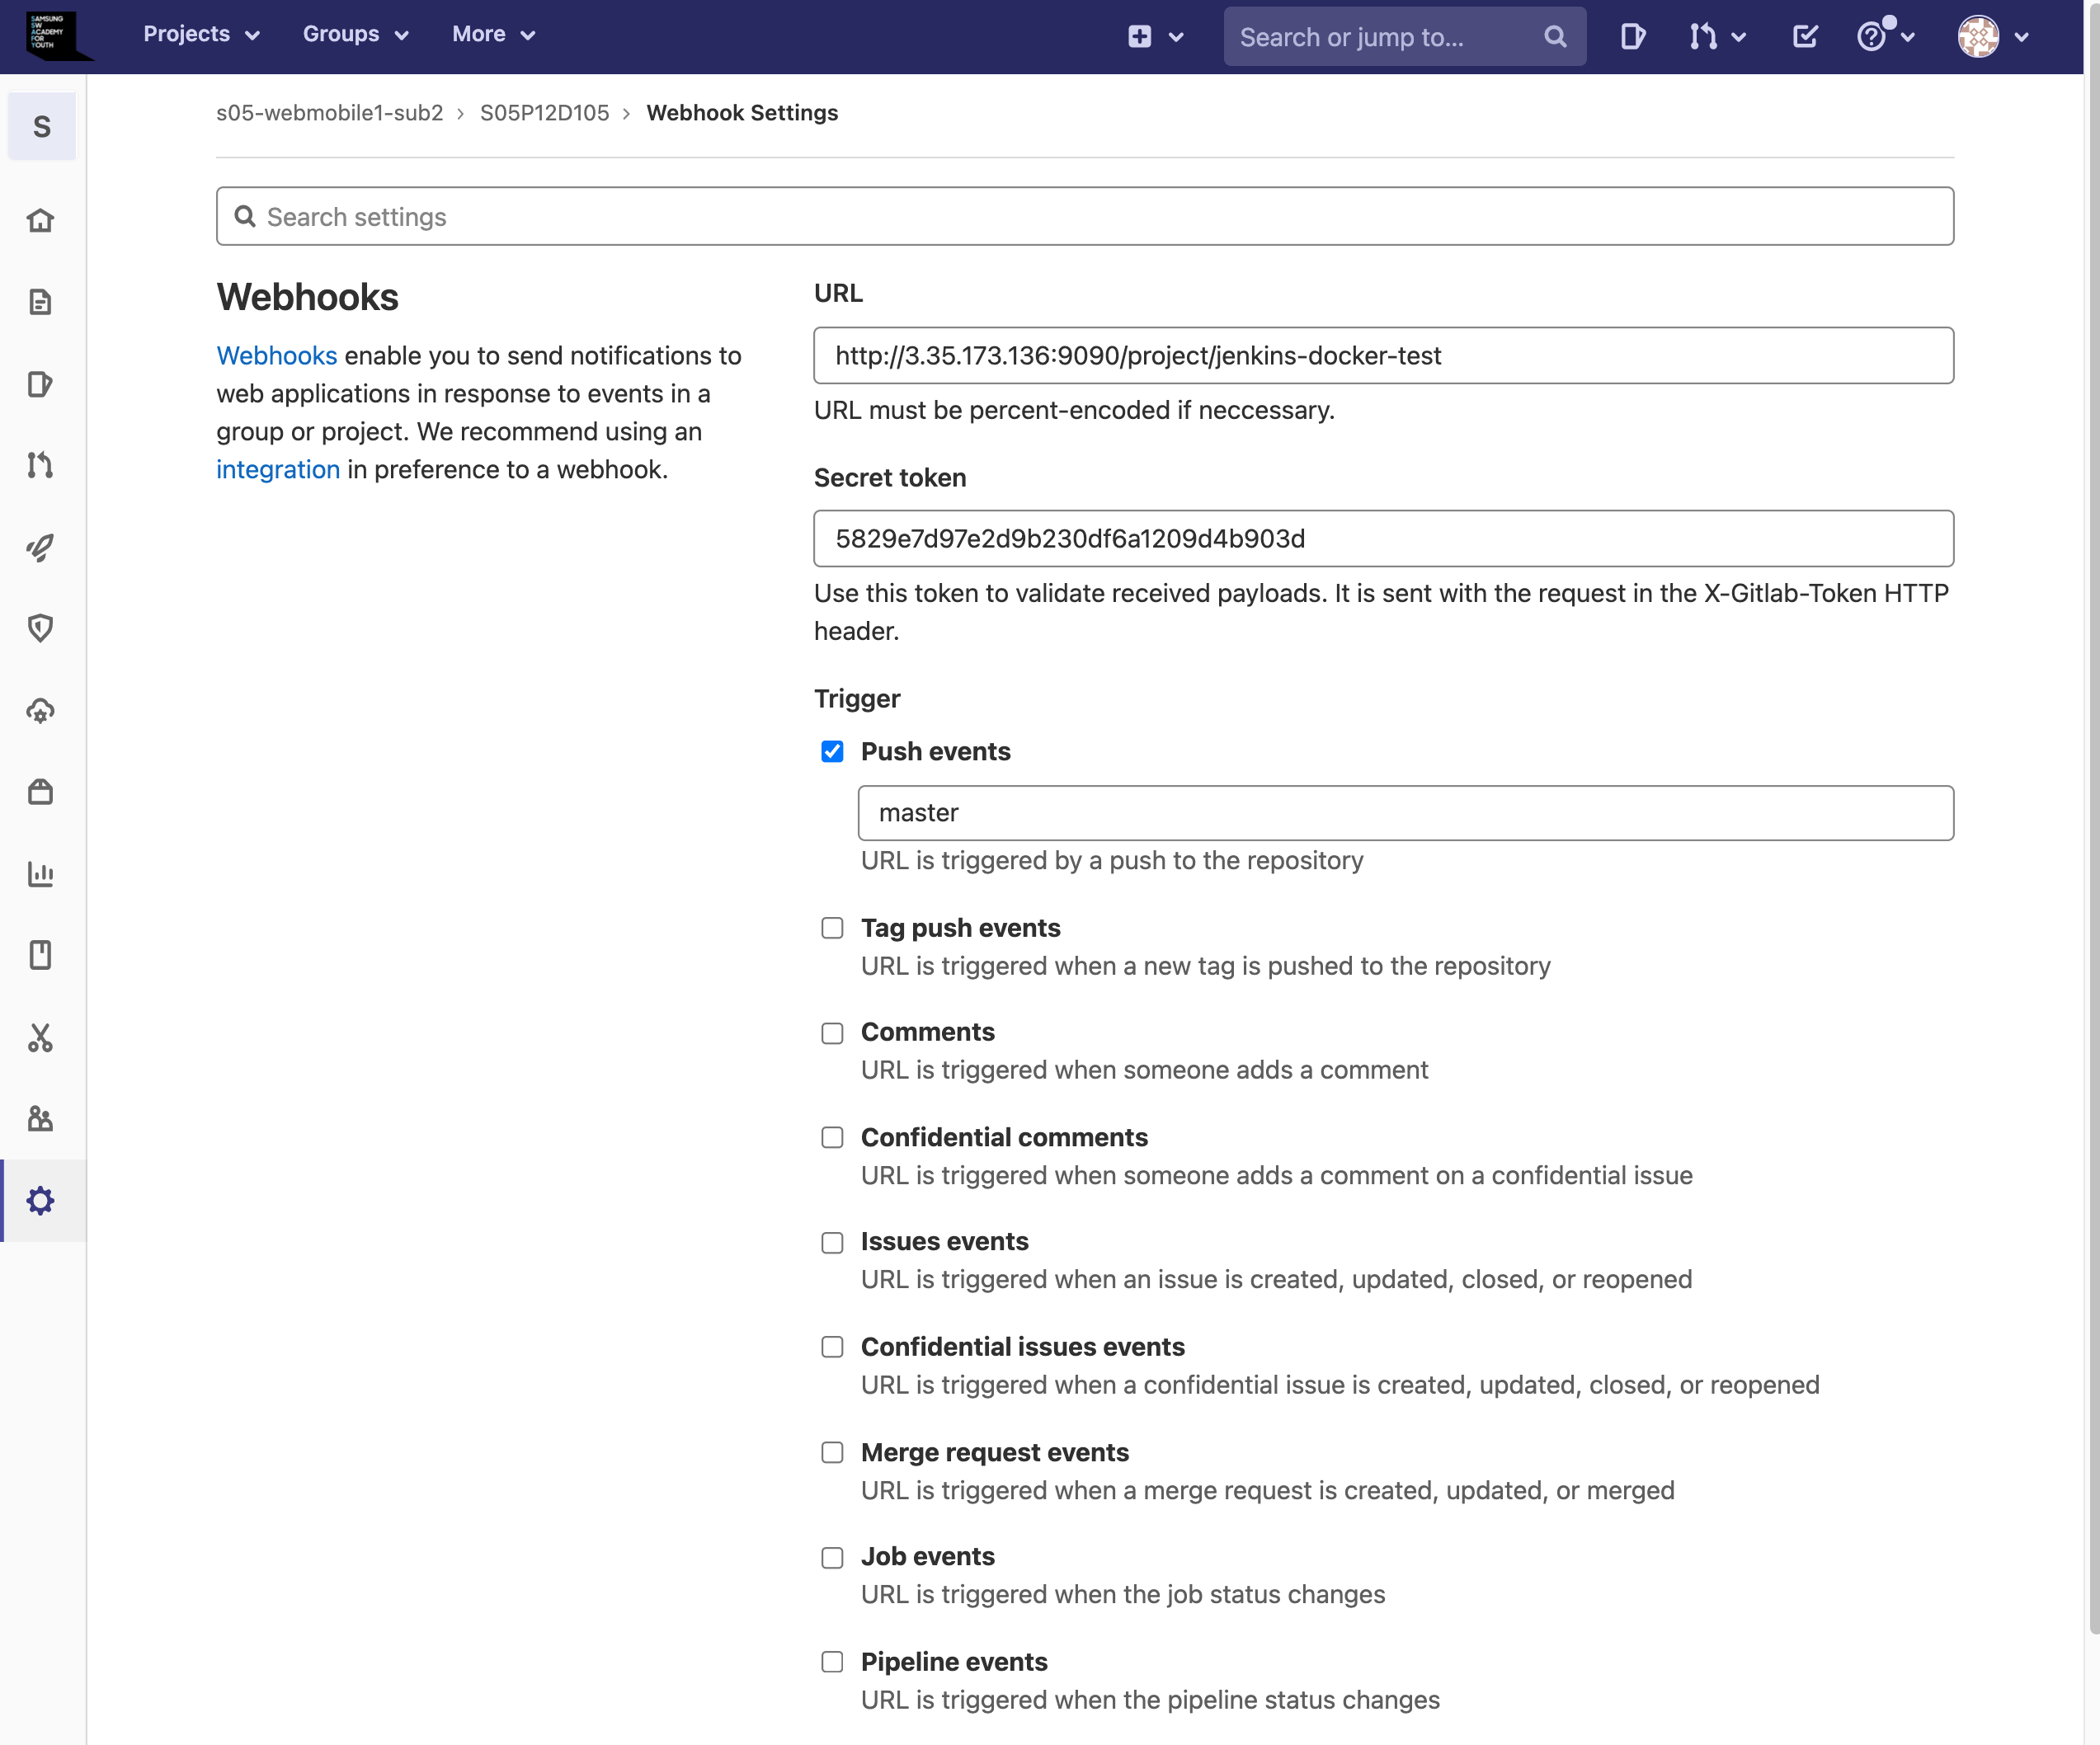 SAMSUNG
SW
ACADEMY
FOR
YOUTH
Projects
Groups
More
Search or jump to...
S
s05-webmobile1-sub2 › S05P12D105 › Webhook Settings
Search settings
Webhooks
Webhooks enable you to send notifications to
web applications in response to events in a
group or project. We recommend using an
integration in preference to a webhook.
URL
http://3.35.173.136:9090/project/jenkins-docker-test
URL must be percent-encoded if neccessary.
Secret token
5829e7d97e2d9b230df6a1209d4b903d
Use this token to validate received payloads. It is sent with the request in the X-Gitlab-Token HTTP
header.
Trigger
Push events
master
URL is triggered by a push to the repository
Tag push events
URL is triggered when a new tag is pushed to the repository
Comments
URL is triggered when someone adds a comment
Confidential comments
URL is triggered when someone adds a comment on a confidential issue
Issues events
URL is triggered when an issue is created, updated, closed, or reopened
Confidential issues events
URL is triggered when a confidential issue is created, updated, closed, or reopened
Merge request events
URL is triggered when a merge request is created, updated, or merged
Job events
URL is triggered when the job status changes
Pipeline events
URL is triggered when the pipeline status changes